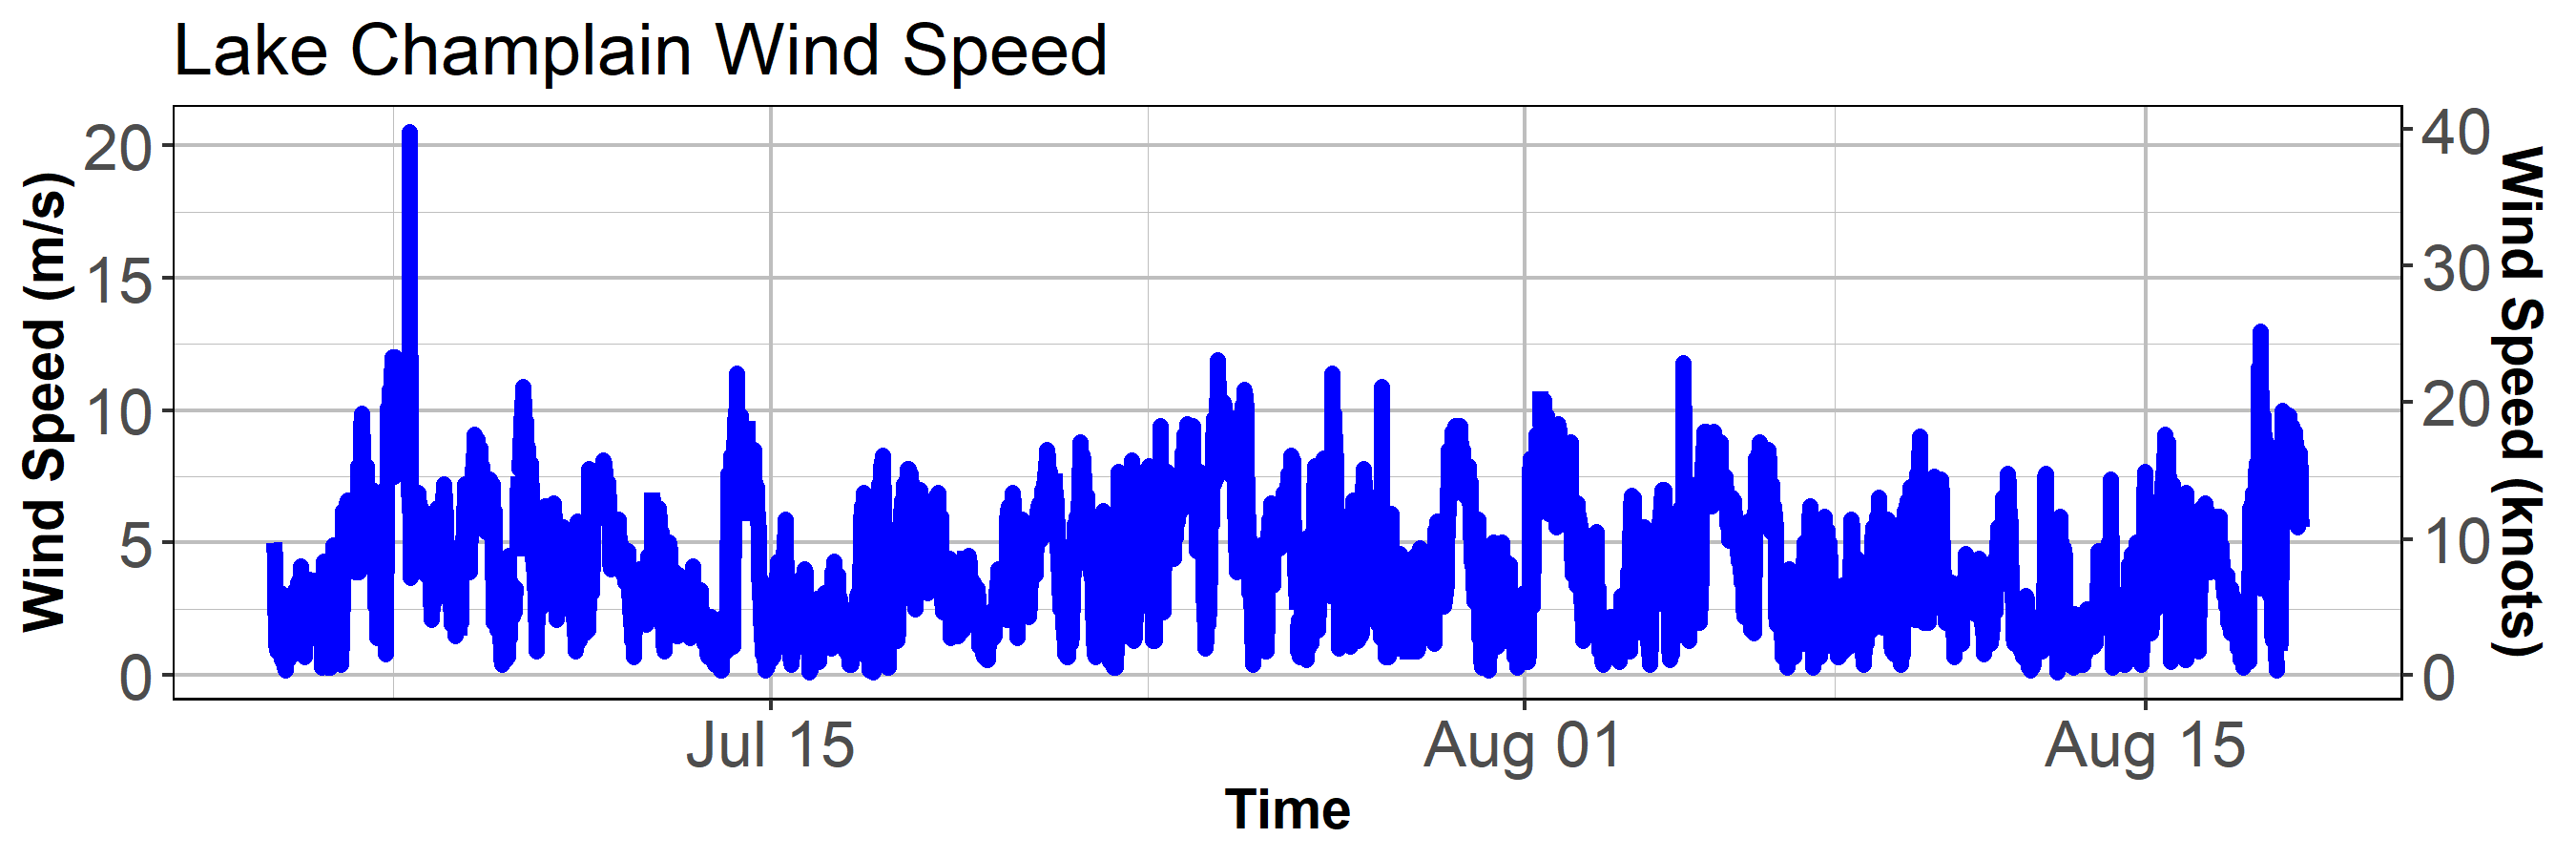 Lake Champlain Wind Speed
Wind Speed (m/s)
20
15
10
5
0
40
30
20
10
0
Wind Speed (knots)
Jul 15
Aug 01
Aug 15
Time